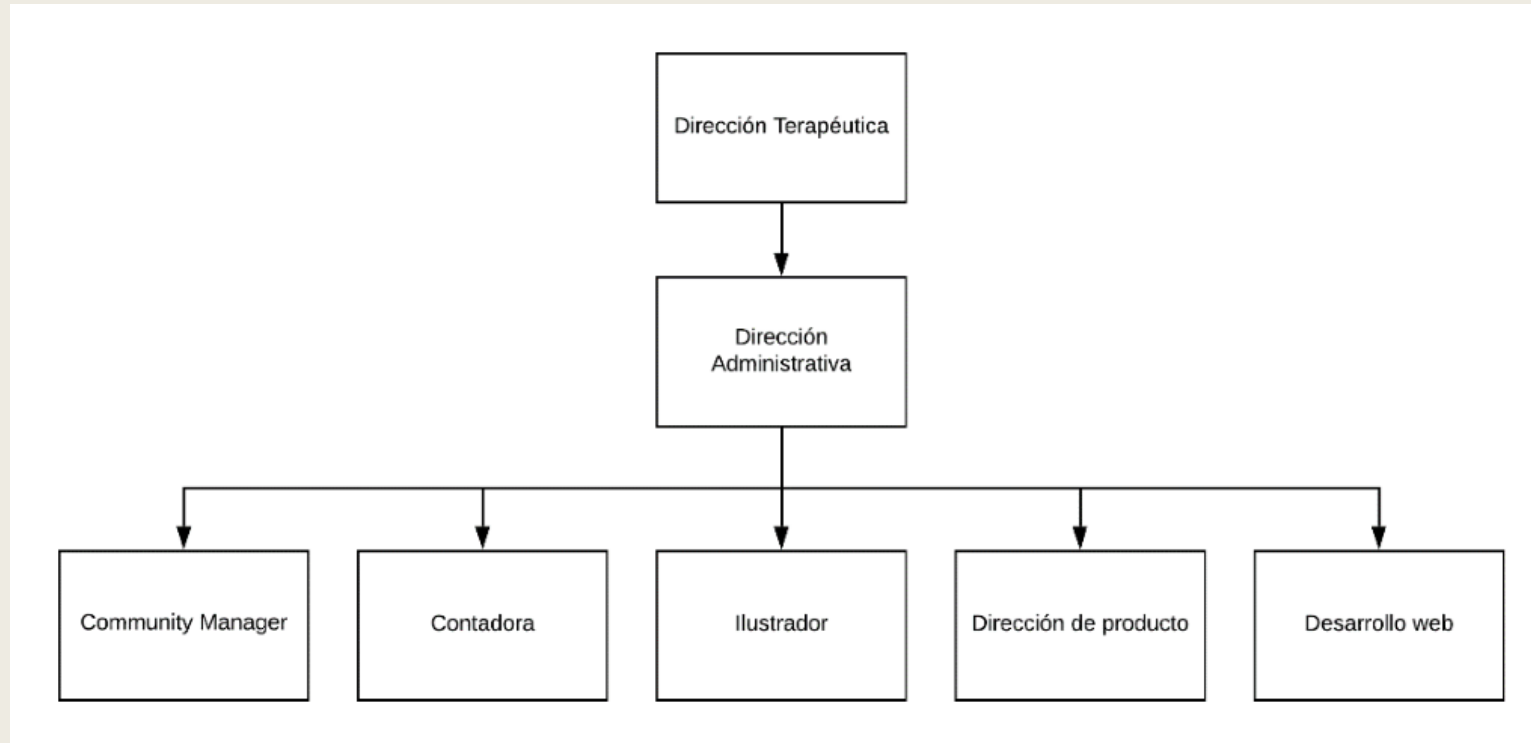 Dirección Terapéutica
Dirección
Administrativa
Community Manager
Contadora
Ilustrador
Dirección de producto
Desarrollo web